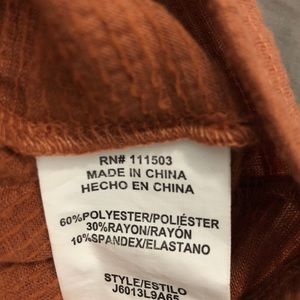 RN# 111503
MADE IN CHINA
HECHO EN CHINA
60%POLYESTER/POLIÉSTER
30%RAYON/RAYÓN
10%SPANDEX/ELASTANO
STYLE/ESTILO
J6013L9A65